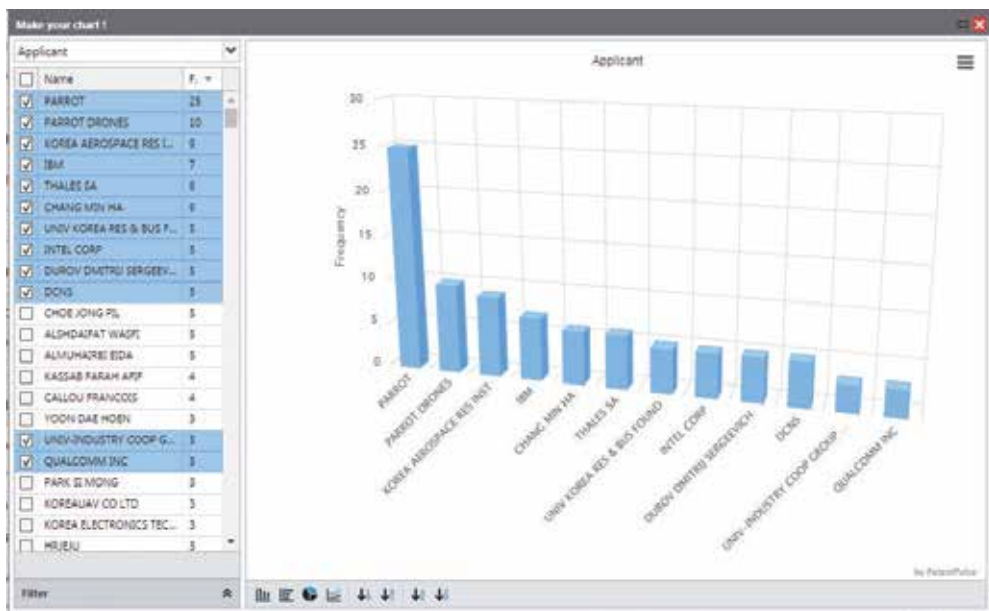 Make your chart !
Applicant
Name F.
PARROT 25
PARROT DRONES 10
KOREA AEROSPACE RES I... 9
IBM 7
THALES SA 6
CHANG MIN HA 6
UNIV KOREA RES & BUS F... 5
INTEL CORP 5
DUROV DMITRIJ SERGEEV... 5
DCNS 5
CHOE JONG PIL 5
ALSHDAIFAT WASFI 5
ALMUHAIRBI EIDA 5
KASSAB FARAH AFIF 4
CALLOU FRANCOIS 4
YOON DAE HOEN 3
UNIV-INDUSTRY COOP G... 3
QUALCOMM INC 3
PARK SI MONG 3
KOREAUAV CO LTD 3
KOREA ELECTRONICS TEC... 3
3
Filter
Applicant
Frequency
30
25
20
15
10
5
0
PARROT
PARROT DRONES
KOREA AEROSPACE RES INST
IBM
CHANG MIN HA
THALES SA
UNIV KOREA RES & BUS FOUND
INTEL CORP
DUROV DMITRIJ SERGEEVICH
DCNS
UNIV-INDUSTRY COOP GROUP ...
QUALCOMM INC
by PatentPulse